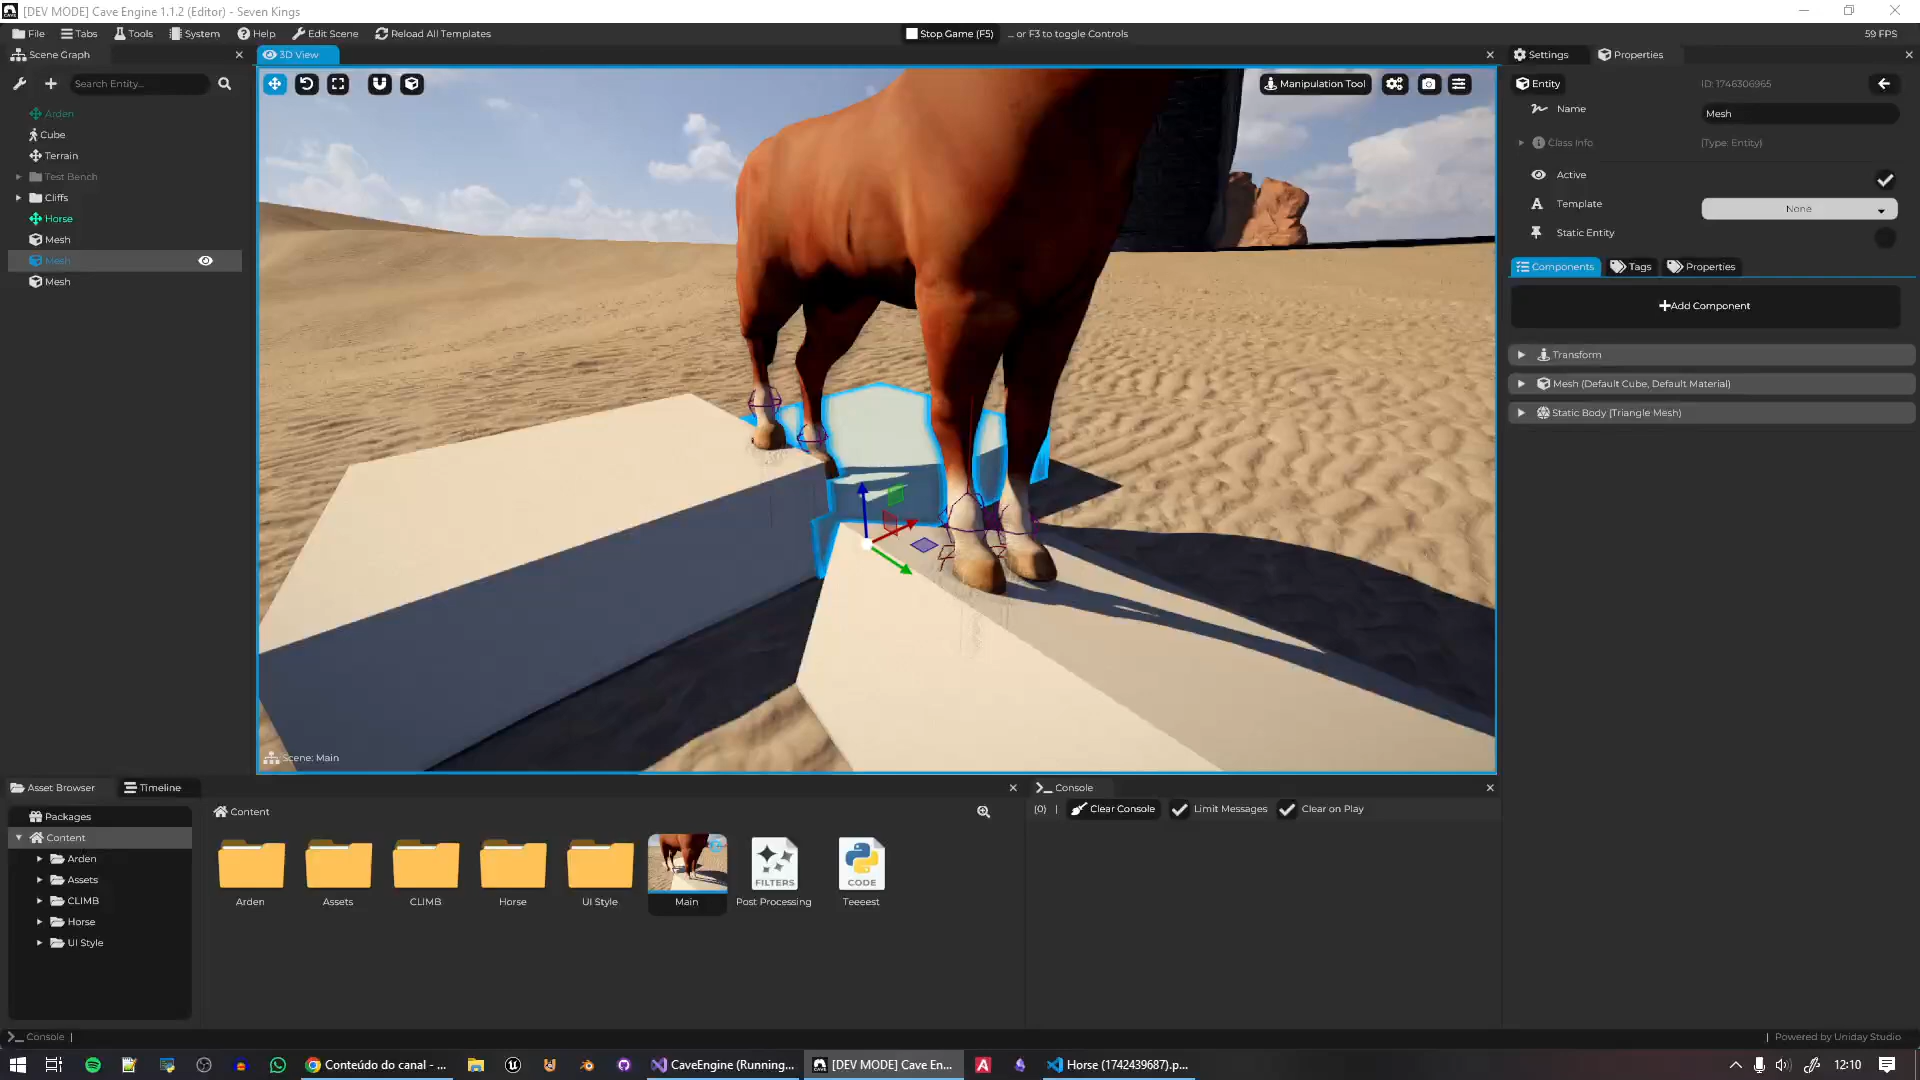 [DEV MODE] Cave Engine 1.1.2 (Editor) - Seven Kings
File Tabs Tools System Help Edit Scene Reload All Templates
Stop Game (F5) ... or F3 to toggle Controls
59 FPS
Scene Graph
3D View
Settings Properties
Search Entity...
Manipulation Tool
Entity
ID: 1746306965
Name
Mesh
Class Info
(Type: Entity)
Active
Template
None
Static Entity
Components Tags Properties
Add Component
Transform
Mesh (Default Cube, Default Material)
Static Body (Triangle Mesh)
Arden
Cube
Terrain
Test Bench
Cliffs
Horse
Mesh
Mesh
Mesh
Scene: Main
Asset Browser Timeline
Packages
Content
Arden
Assets
CLIMB
Horse
UI Style
Content
FILTERS
CODE
Arden Assets CLIMB Horse UI Style Main Post Processing Teeeest
Console
(0) | Clear Console Limit Messages Clear on Play
Console |
Powered by Uniday Studio
Conteúdo do canal - ...
CaveEngine (Running...
[DEV MODE] Cave En...
Horse (1742439687).p...
12:10